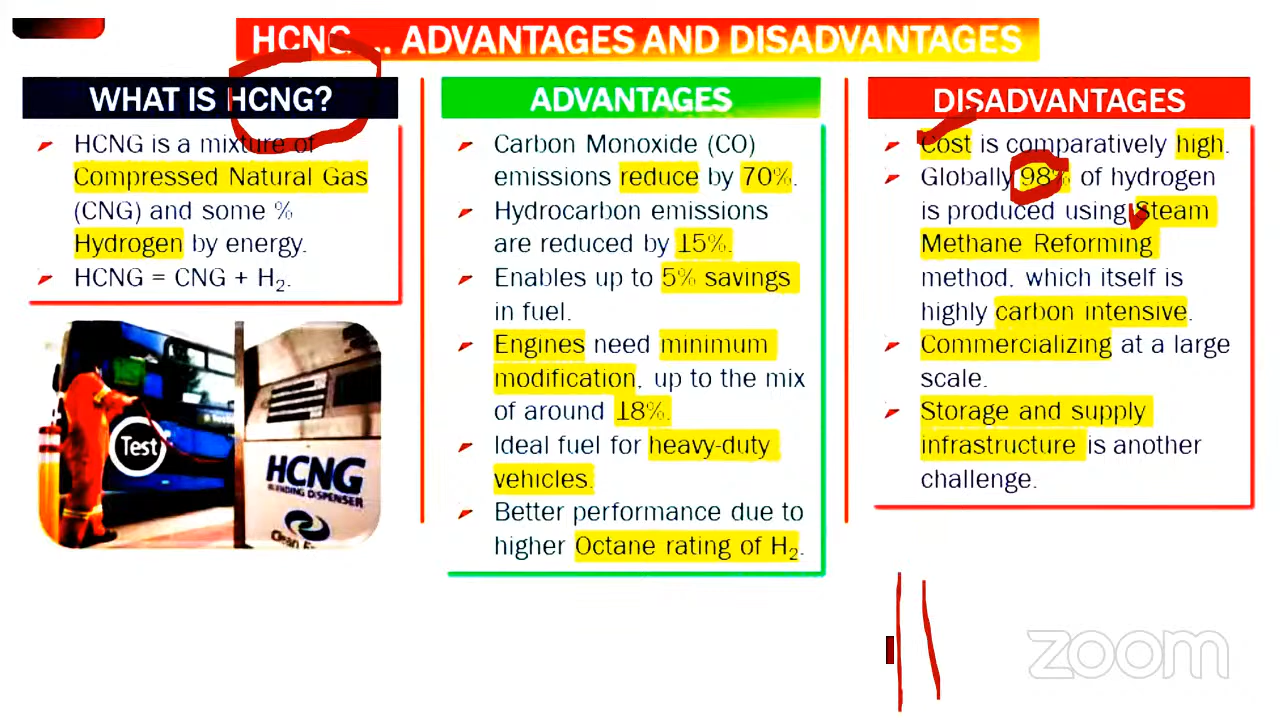 HCNG... ADVANTAGES AND DISADVANTAGES
WHAT IS HCNG?
HCNG is a mixture of
Compressed Natural Gas
(CNG) and some %
Hydrogen by energy.
HCNG = CNG + H₂.
Test
HCNG
BLENDING DISPENSER
Clean
ADVANTAGES
Carbon Monoxide (CO)
emissions reduce by 70%.
Hydrocarbon emissions
are reduced by 15%.
Enables up to 5% savings
in fuel.
Engines need minimum
modification, up to the mix
of around 18%.
Ideal fuel for heavy-duty
vehicles.
Better performance due to
higher Octane rating of H₂.
DISADVANTAGES
Cost is comparatively high.
Globally 98% of hydrogen
is produced using Steam
Methane Reforming
method, which itself is
highly carbon intensive.
Commercializing at a large
scale.
Storage and supply
infrastructure is another
challenge.
zoom